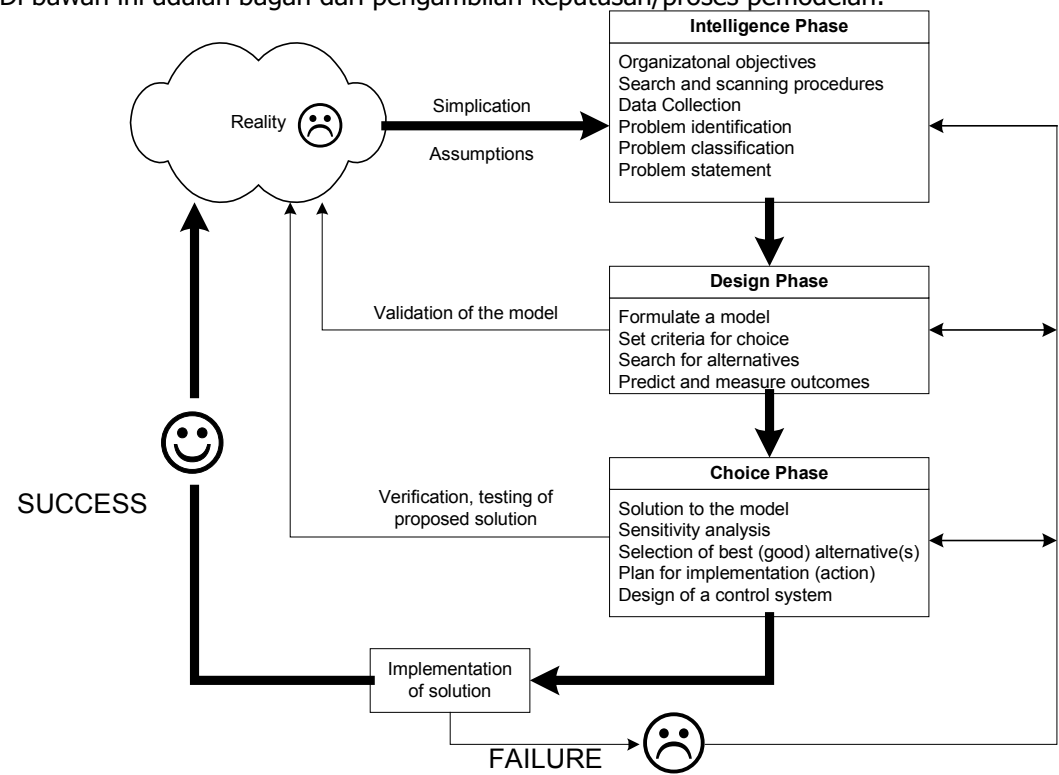 Di bawah ini adalah bagan dari pengambilan keputusan/proses pemodelan:
Intelligence Phase
Organizatonal objectives
Search and scanning procedures
Data Collection
Problem identification
Problem classification
Problem statement
Reality
Simplication
Assumptions
Design Phase
Formulate a model
Set criteria for choice
Search for alternatives
Predict and measure outcomes
Validation of the model
Choice Phase
Solution to the model
Sensitivity analysis
Selection of best (good) alternative(s)
Plan for implementation (action)
Design of a control system
Verification, testing of
proposed solution
SUCCESS
Implementation
of solution
FAILURE